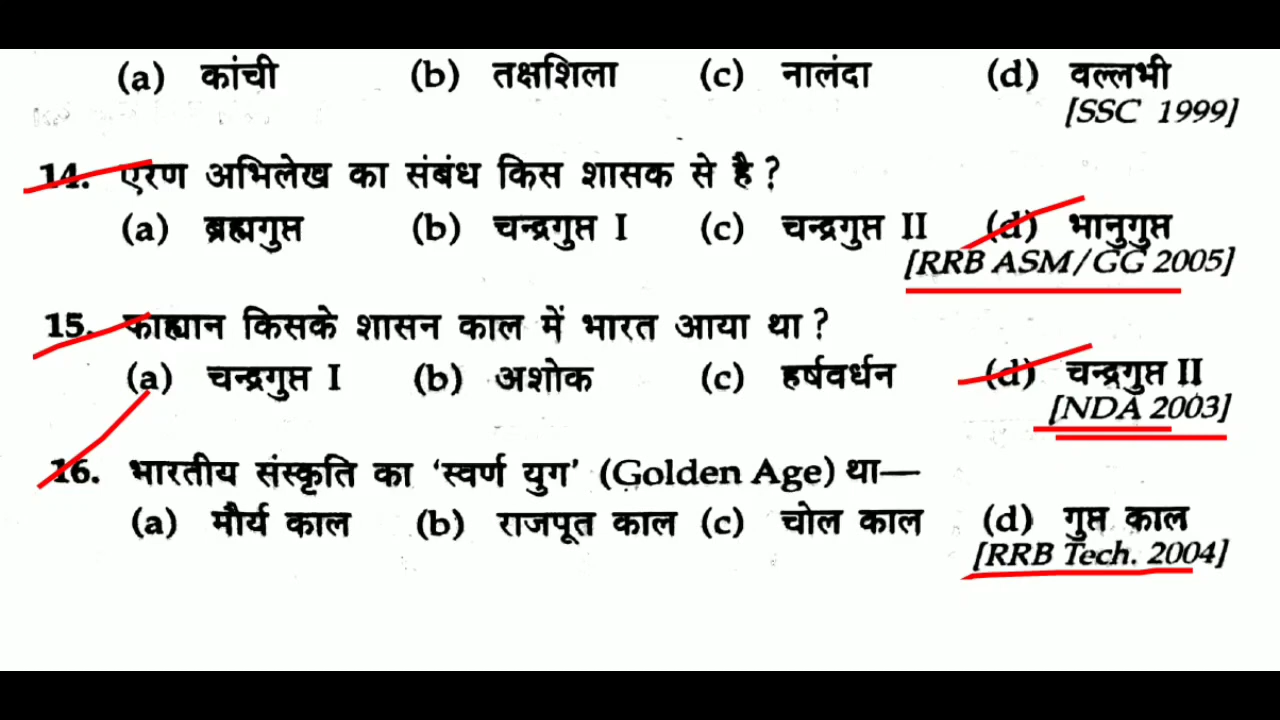 (a) कांची (b) तक्षशिला (c) नालंदा (d) वल्लभी
[SSC 1999]
14. एरण अभिलेख का संबंध किस शासक से है ?
(a) ब्रह्मगुप्त (b) चन्द्रगुप्त I (c) चन्द्रगुप्त II (d) भानुगुप्त
[RRB ASM/GG 2005]
15. फाह्यान किसके शासन काल में भारत आया था ?
(a) चन्द्रगुप्त I (b) अशोक (c) हर्षवर्धन (d) चन्द्रगुप्त II
[NDA 2003]
16. भारतीय संस्कृति का ‘स्वर्ण युग’ (Golden Age) था—
(a) मौर्य काल (b) राजपूत काल (c) चोल काल (d) गुप्त काल
[RRB Tech. 2004]